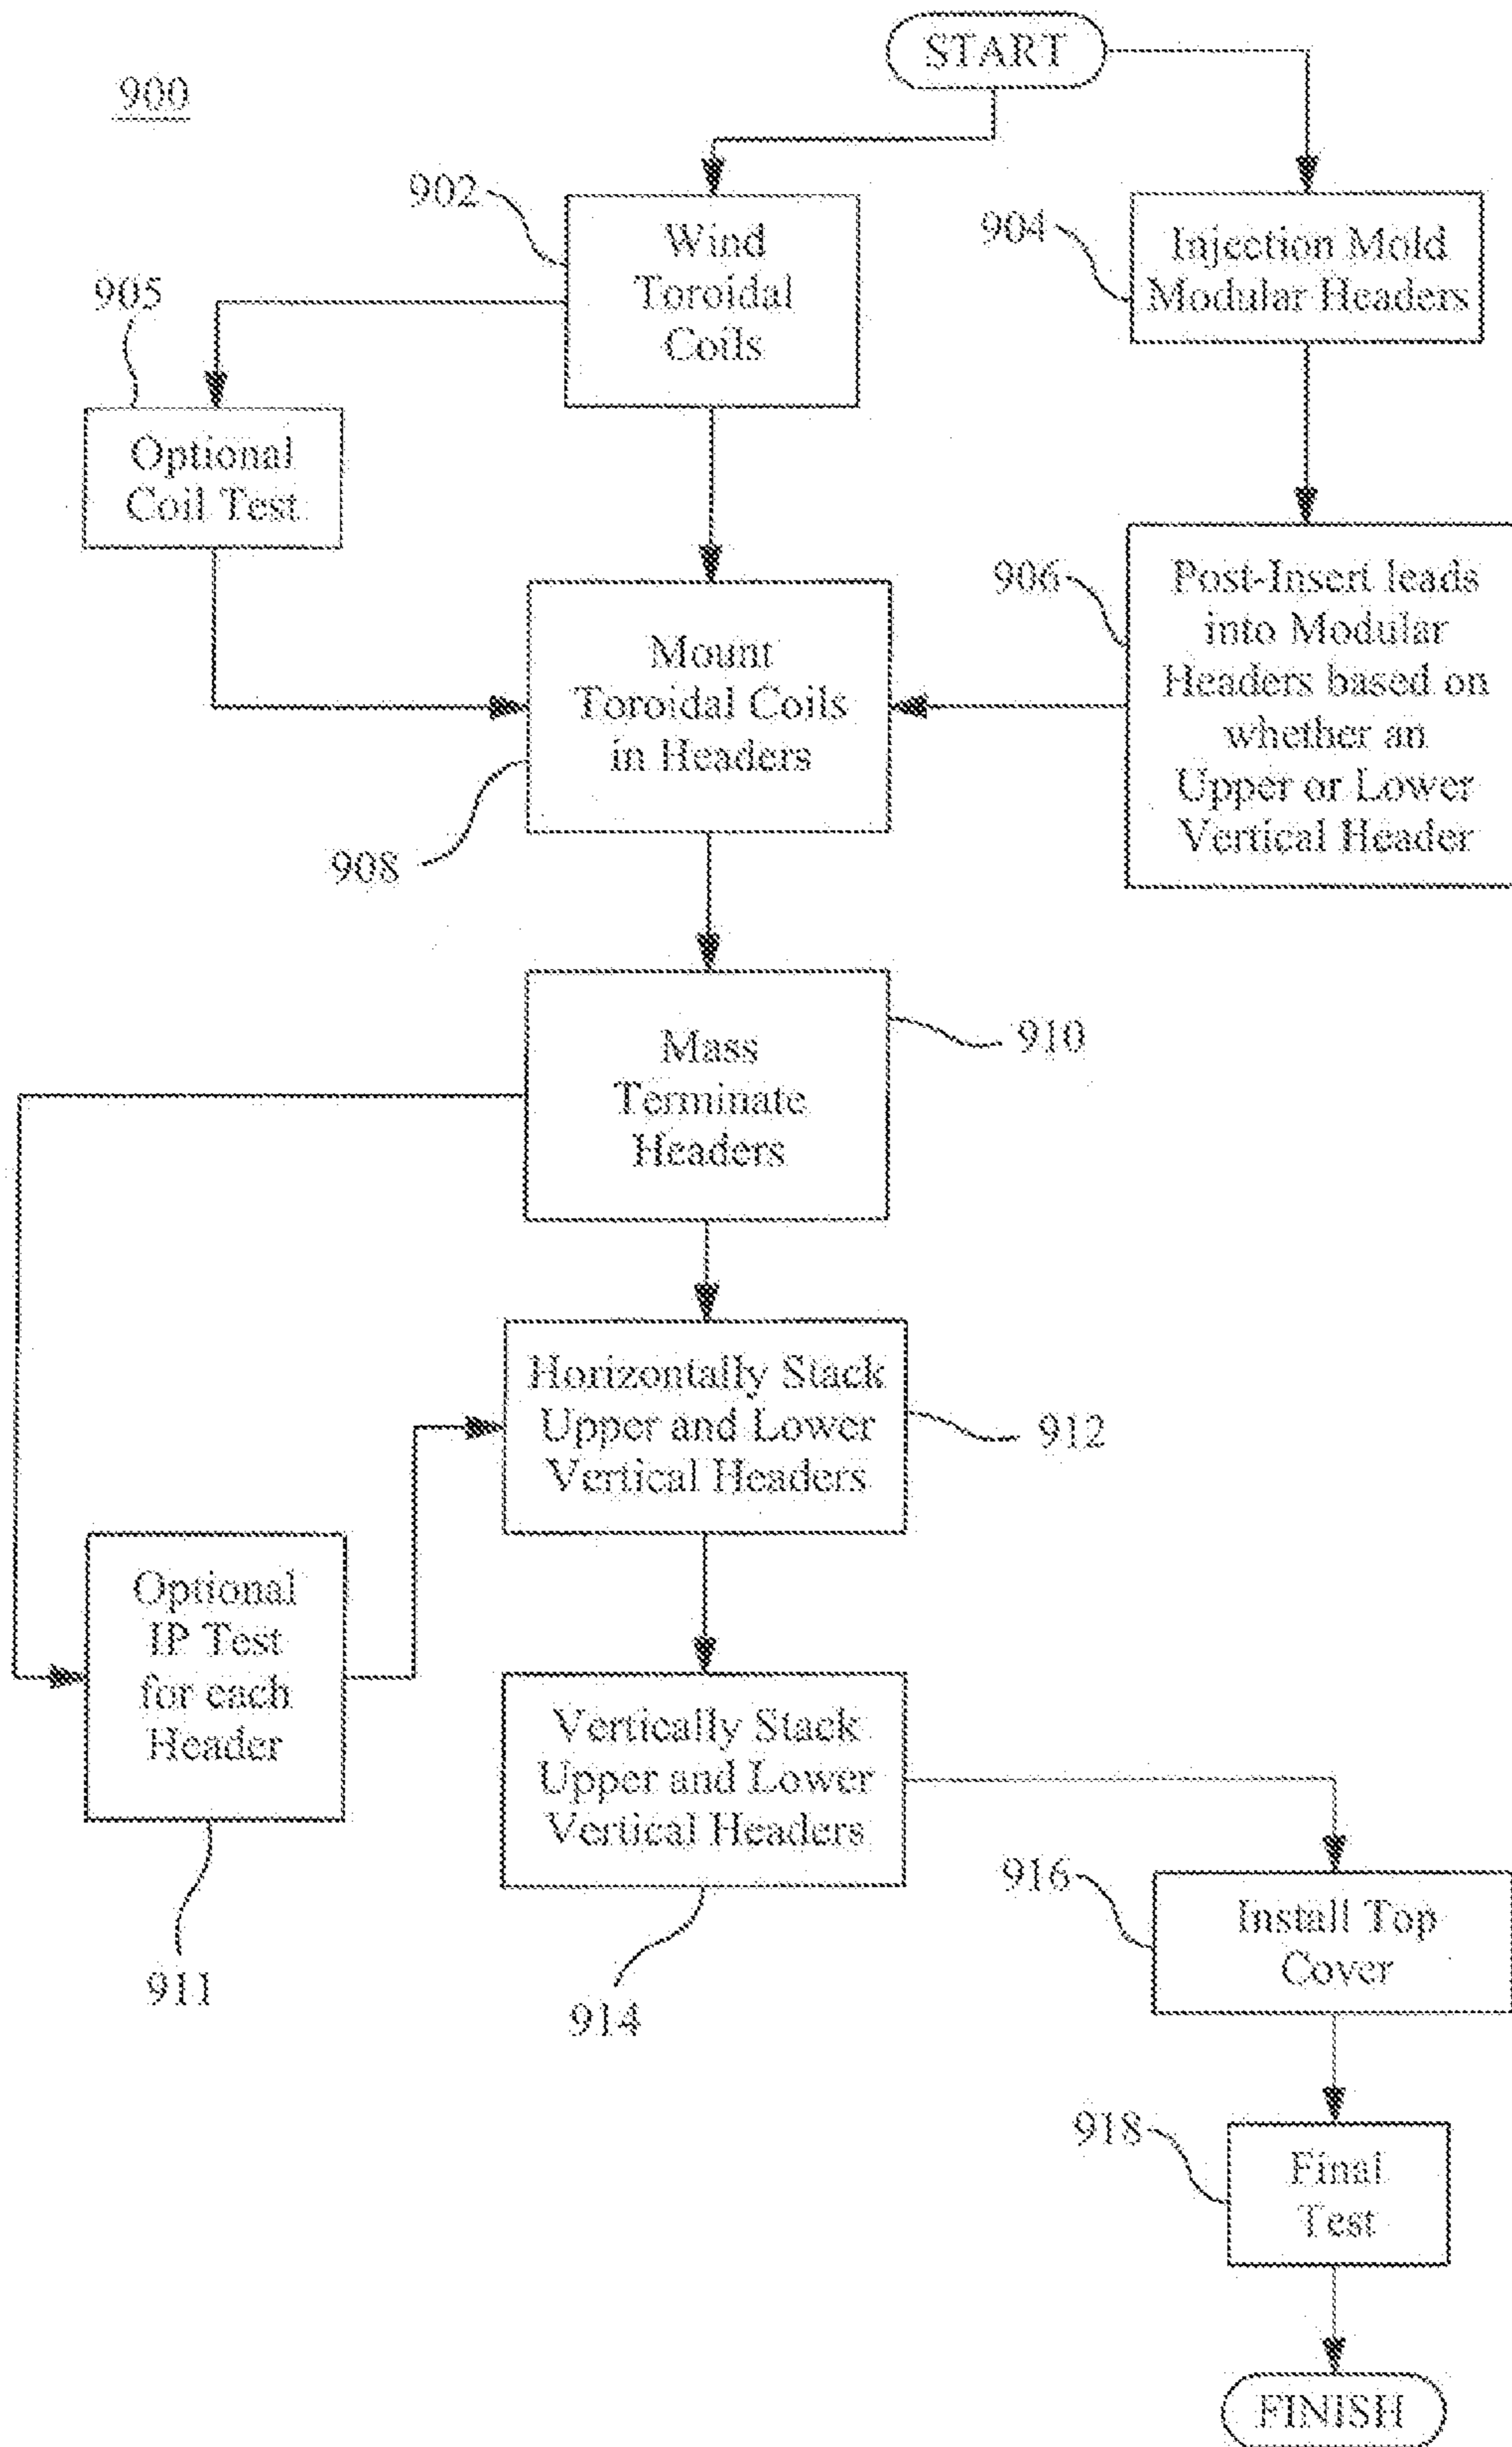 START
900
902
Wind
Toroidal
Coils
904
Injection Mold
Modular Headers
905
Optional
Coil Test
906
Post-Insert leads
into Modular
Headers based on
whether an
Upper or Lower
Vertical Header
Mount
Toroidal Coils
in Headers
908
Mass
Terminate
Headers
910
Horizontally Stack
Upper and Lower
Vertical Headers
912
Optional
IP Test
for each
Header
911
Vertically Stack
Upper and Lower
Vertical Headers
914
916
Install Top
Cover
918
Final
Test
FINISH